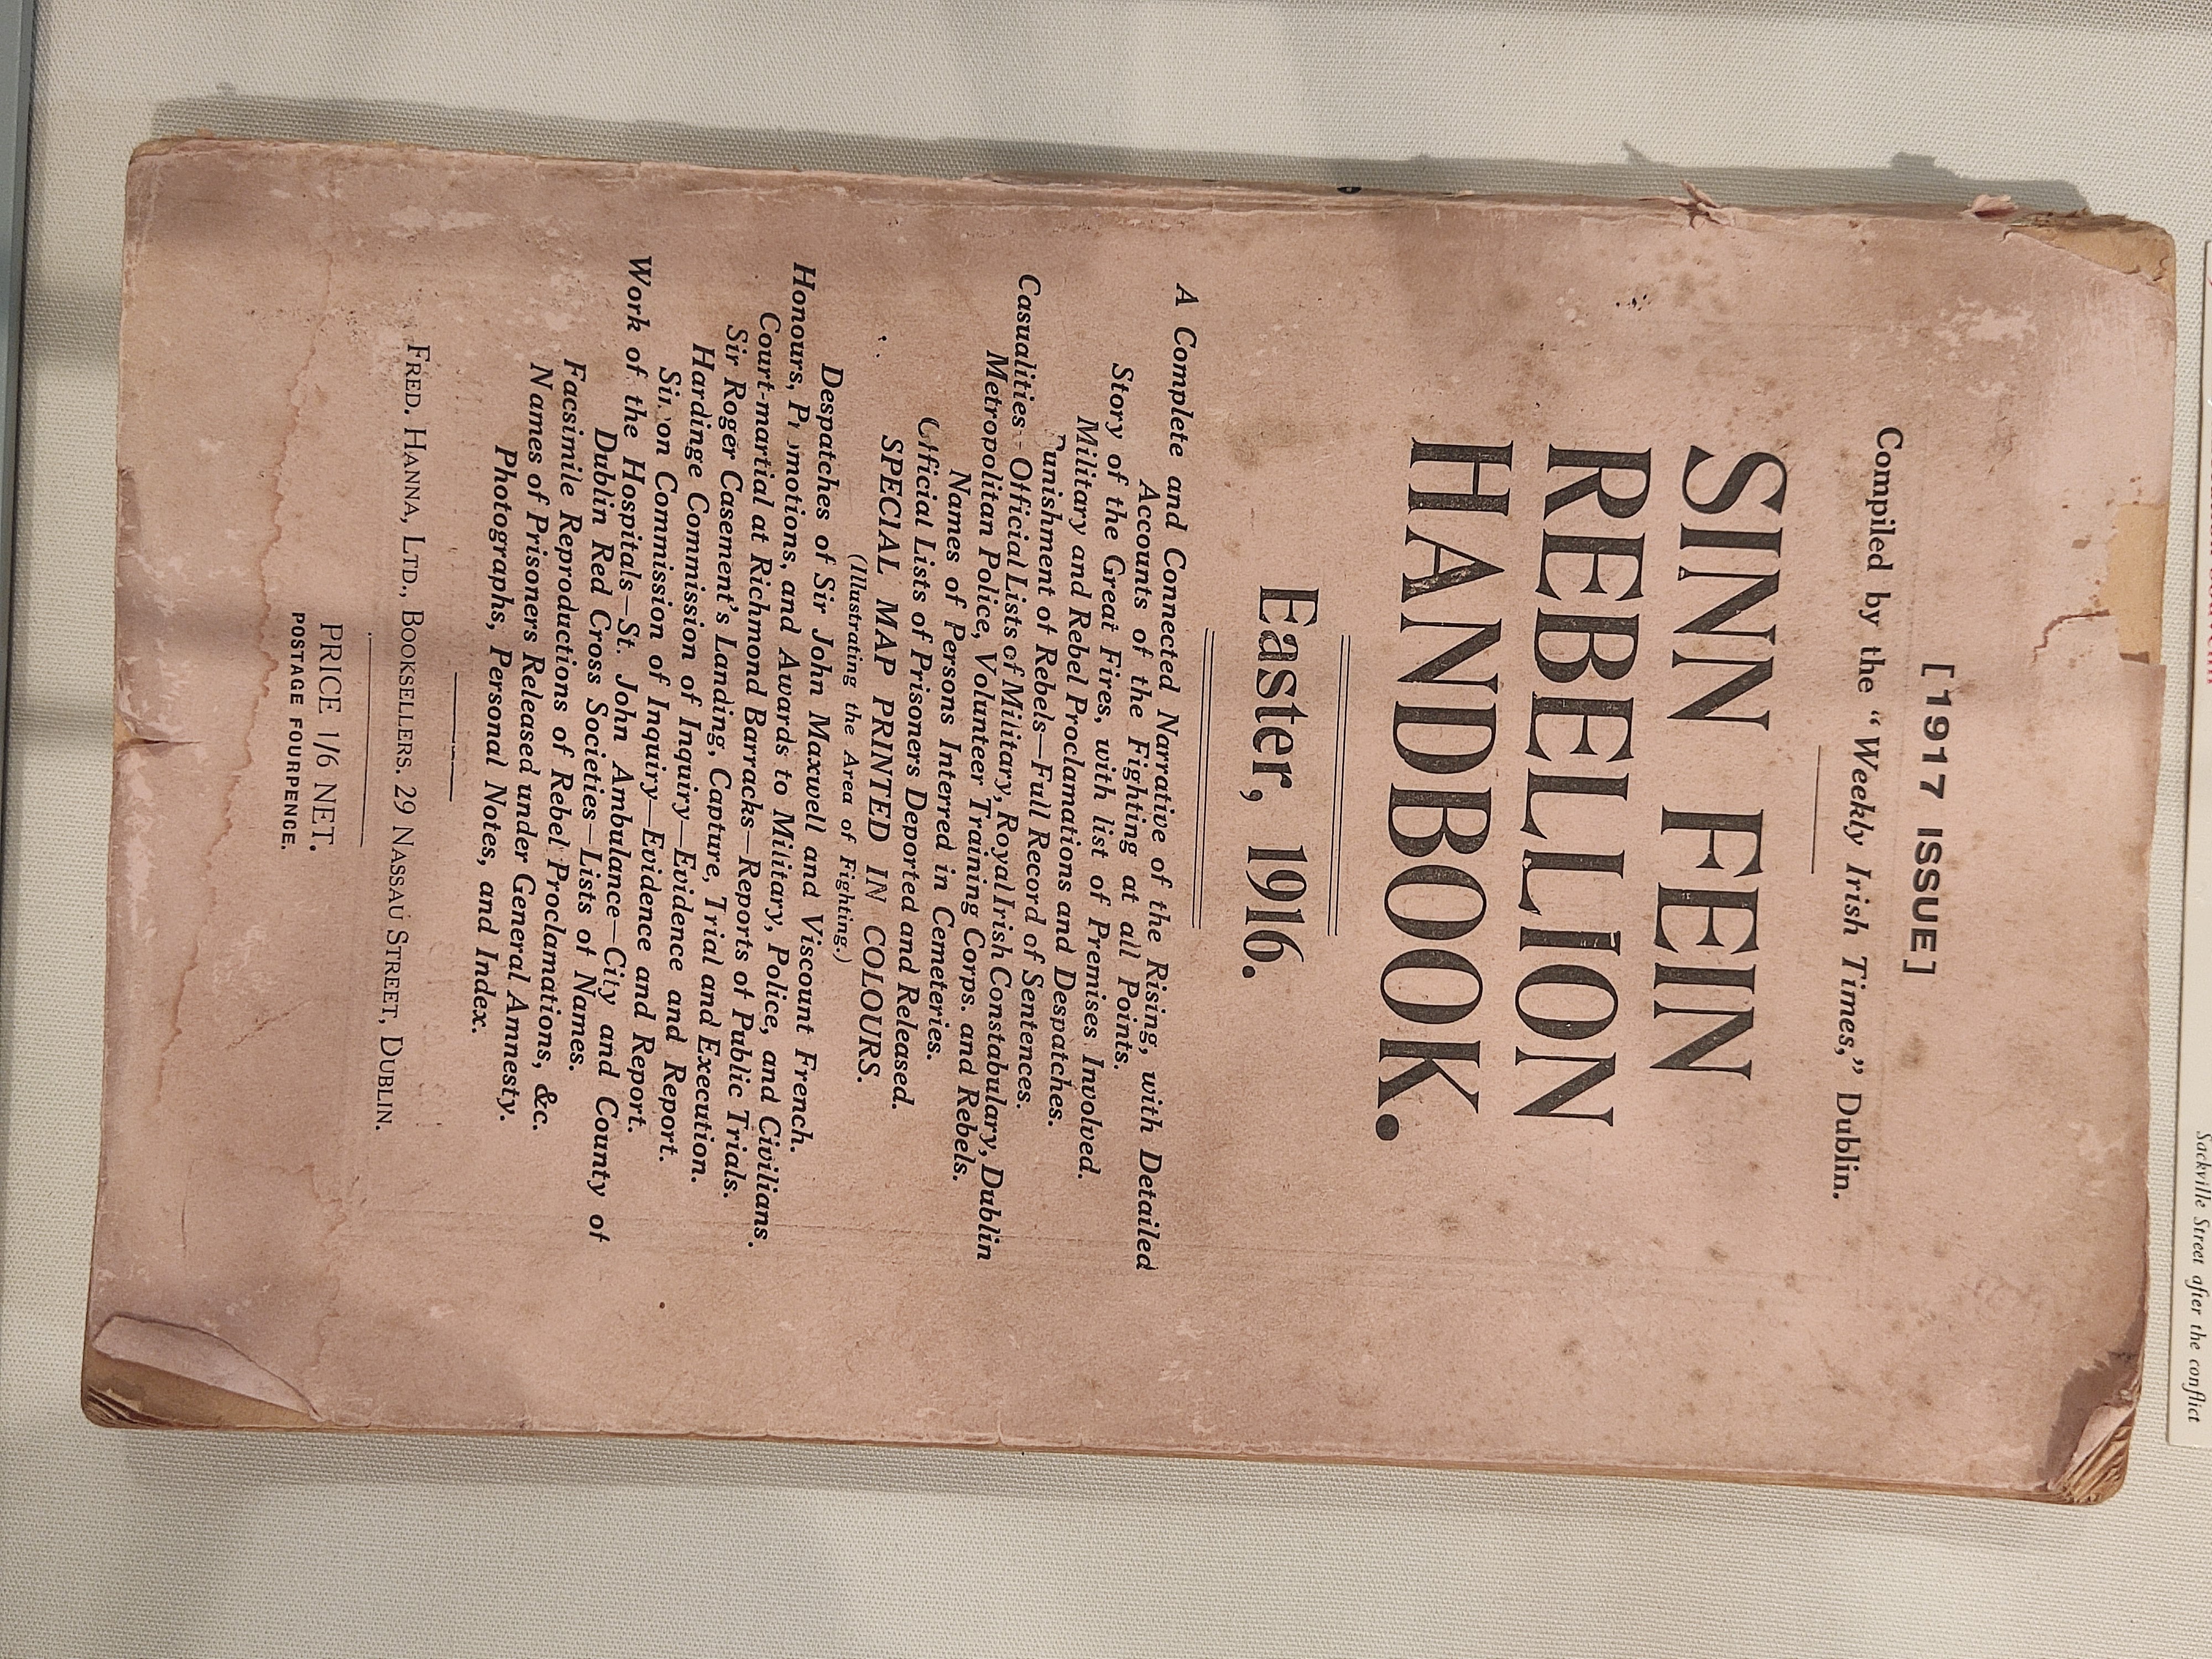 [1917 ISSUE]
Compiled by the "Weekly Irish Times," Dublin.
SINN FEIN
REBELLION
HANDBOOK.
Easter, 1916.
A Complete and Connected Narrative of the Rising, with Detailed
Accounts of the Fighting at all Points.
Story of the Great Fires, with list of Premises Involved.
Military and Rebel Proclamations and Despatches.
Punishment of Rebels—Full Record of Sentences.
Casualities - Official Lists of Military, Royal Irish Constabulary, Dublin
Metropolitan Police, Volunteer Training Corps. and Rebels.
Names of Persons Interred in Cemeteries.
Official Lists of Prisoners Deported and Released.
SPECIAL MAP PRINTED IN COLOURS.
(Illustrating the Area of Fighting.)
Despatches of Sir John Maxwell and Viscount French.
Honours, Promotions, and Awards to Military, Police, and Civilians.
Court-martial at Richmond Barracks—Reports of Public Trials.
Sir Roger Casement's Landing, Capture, Trial and Execution.
Hardinge Commission of Inquiry—Evidence and Report.
Simon Commission of Inquiry—Evidence and Report.
Work of the Hospitals—St. John Ambulance—City and County of
Dublin Red Cross Societies—Lists of Names.
Facsimile Reproductions of Rebel Proclamations, &c.
Names of Prisoners Released under General Amnesty.
Photographs, Personal Notes, and Index.
FRED. HANNA, LTD., BOOKSELLERS. 29 NASSAU STREET, DUBLIN.
PRICE 1/6 NET.
POSTAGE FOURPENCE.
Sackville Street after the conflict